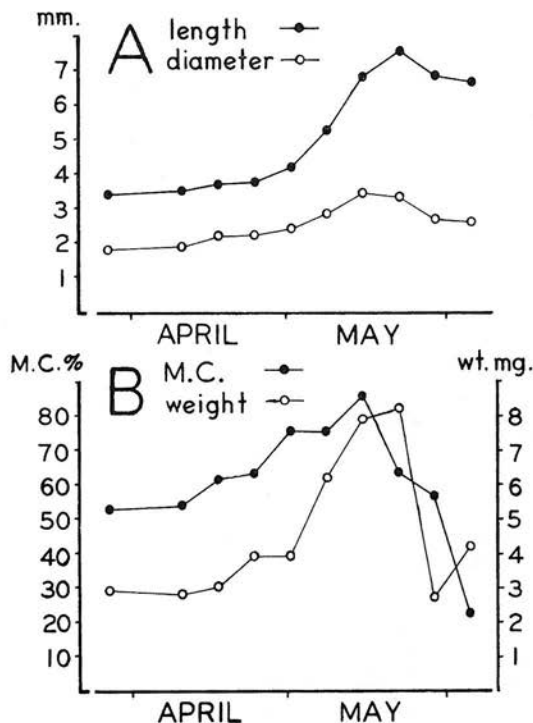 mm.
A length
diameter
7
6
5
4
3
2
1
APRIL MAY
M.C.% wt.mg.
B M.C.
weight
80 8
70 7
60 6
50 5
40 4
30 3
20 2
10 1
APRIL MAY